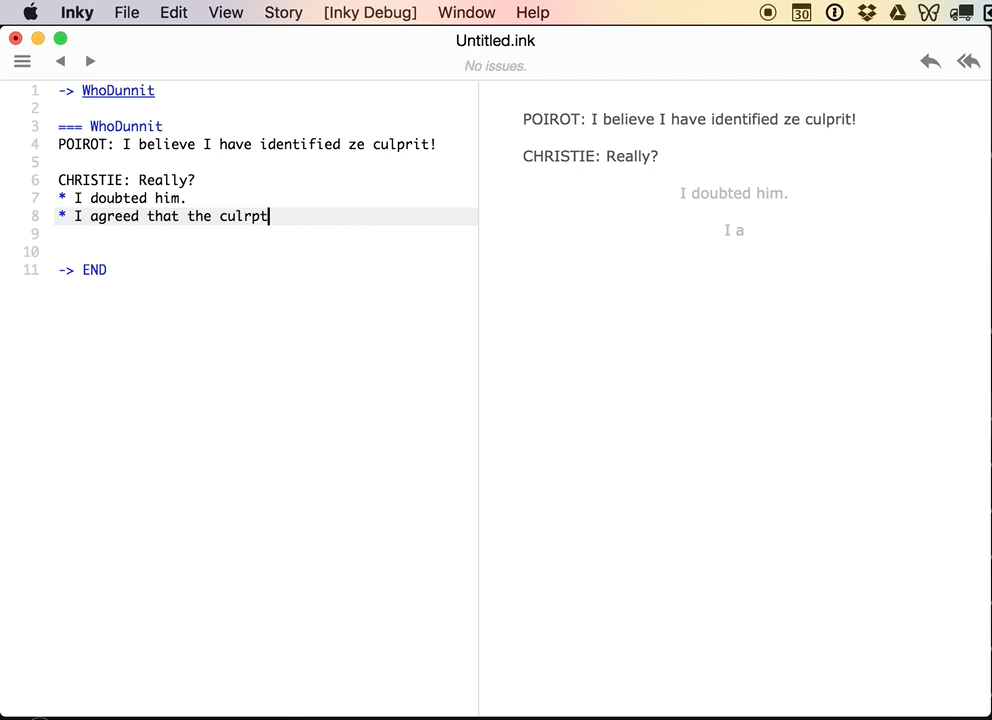 Inky File Edit View Story [Inky Debug] Window Help 30
Untitled.ink
No issues.
1 -> WhoDunnit
2
3 === WhoDunnit
4 POIROT: I believe I have identified ze culprit!
5
6 CHRISTIE: Really?
7 * I doubted him.
8 * I agreed that the culrpt
9
10
11 -> END
POIROT: I believe I have identified ze culprit!
CHRISTIE: Really?
I doubted him.
I a